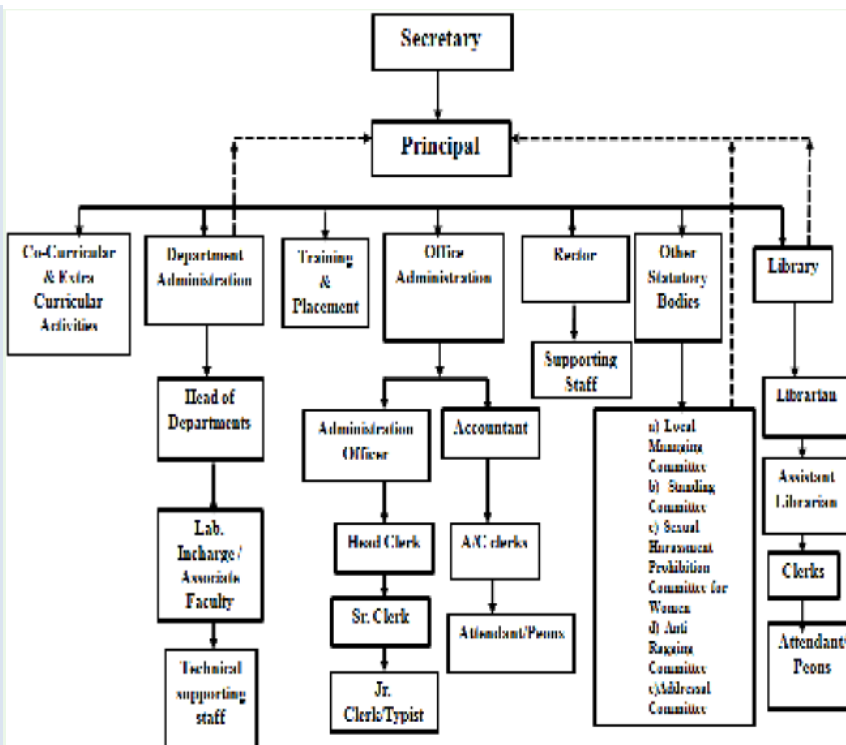 Secretary
Principal
Co-Curricular
& Extra
Curricular
Activities
Department
Administration
Training
&
Placement
Office
Administration
Rector
Other
Statutory
Bodies
Library
Supporting
Staff
Head of
Departments
Administration
Officer
Accountant
Librarian
a) Local
Managing
Committee
b) Standing
Committee
c) Sexual
Harassment
Prohibition
Committee for
Women
d) Anti
Ragging
Committee
e)Addressal
Committee
Assistant
Librarian
Lab.
Incharge /
Associate
Faculty
Head Clerk
A/C clerks
Clerks
Sr. Clerk
Attendant/Peons
Attendant/
Peons
Technical
supporting
staff
Jr.
Clerk/Typist